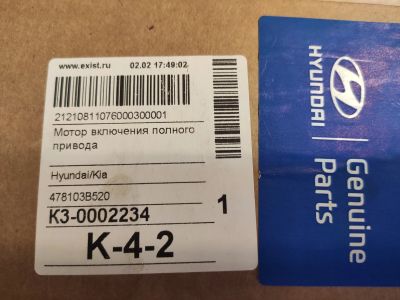 www.exist.ru 02.02 17:49:02
21210811076000300001
Мотор включения полного
привода
Hyundai/Kia
478103B520
K3-0002234
1
K-4-2
HYUNDAI
Genuine
Parts